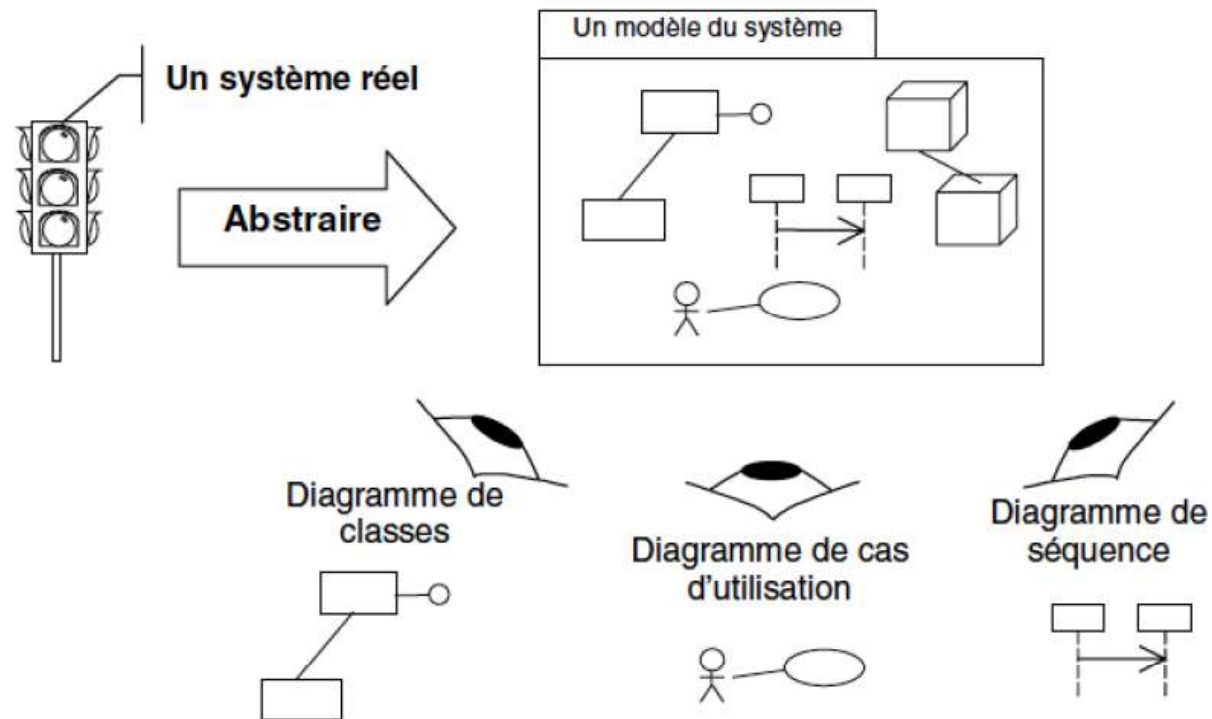 Un modèle du système
Un système réel
Abstraire
Diagramme de
classes
Diagramme de cas
d'utilisation
Diagramme de
séquence